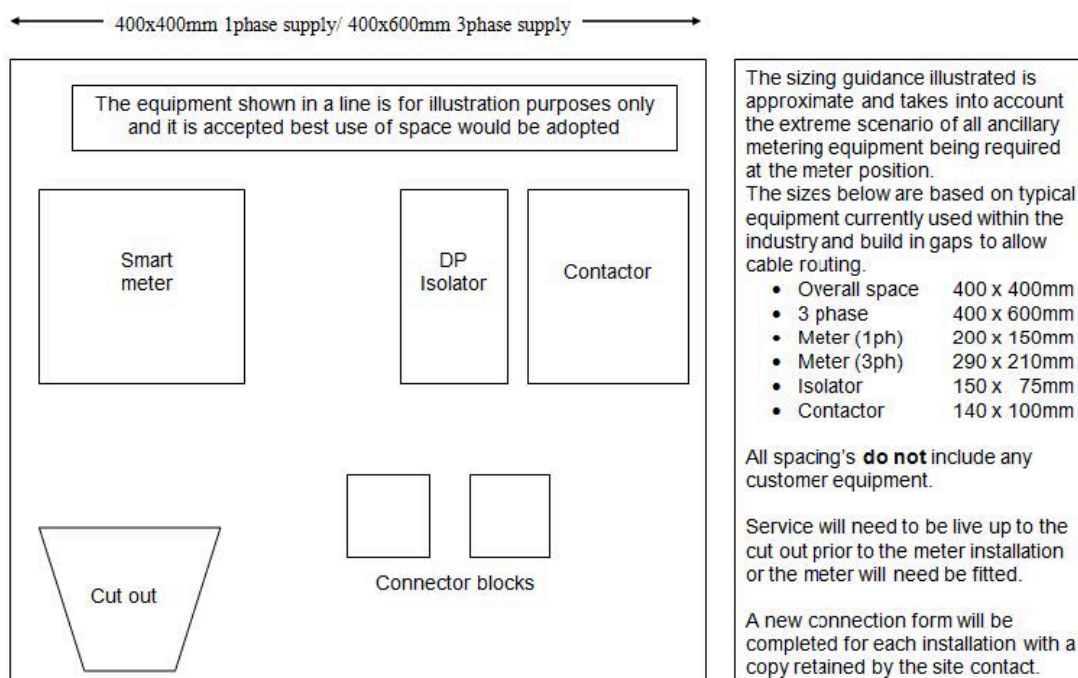 400x400mm 1phase supply/ 400x600mm 3phase supply
The equipment shown in a line is for illustration purposes only
and it is accepted best use of space would be adopted
Smart
meter
DP
Isolator
Contactor
Connector blocks
Cut out
The sizing guidance illustrated is
approximate and takes into account
the extreme scenario of all ancillary
metering equipment being required
at the meter position.
The sizes below are based on typical
equipment currently used within the
industry and build in gaps to allow
cable routing.
• Overall space 400 x 400mm
• 3 phase 400 x 600mm
• Meter (1ph) 200 x 150mm
• Meter (3ph) 290 x 210mm
• Isolator 150 x 75mm
• Contactor 140 x 100mm
All spacing's do not include any
customer equipment.
Service will need to be live up to the
cut out prior to the meter installation
or the meter will need be fitted.
A new connection form will be
completed for each installation with a
copy retained by the site contact.